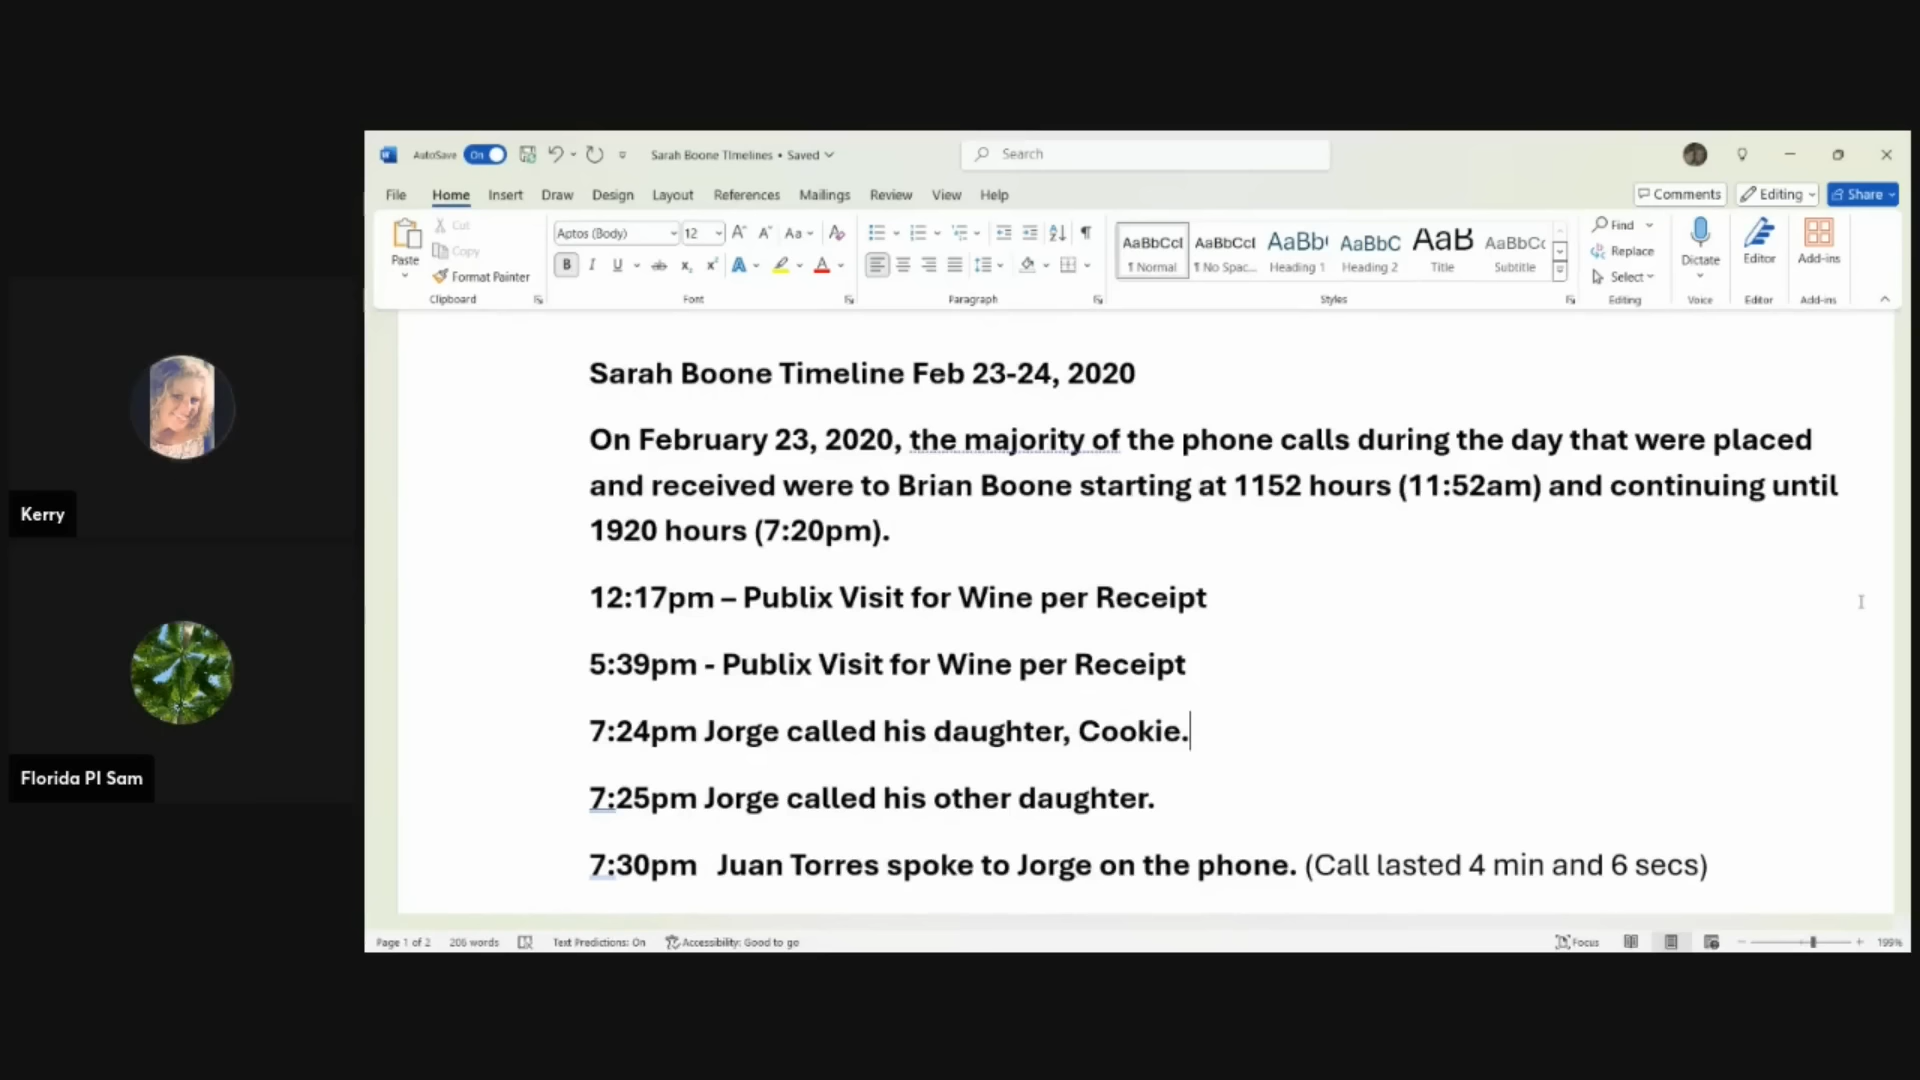 AutoSave On Sarah Boone TImelines • Saved Search
File Home Insert Draw Design Layout References Mailings Review View Help Comments Editing Share
Paste Cut Copy Format Painter
Aptos (Body) 12
AaBbCcI AaBbCcI AaBb( AaBbC AaB AaBbCc
¶ Normal ¶ No Spac... Heading 1 Heading 2 Title Subtitle
Find Replace Select
Dictate Editor Add-ins
Clipboard Font Paragraph Styles Editing Voice Editor Add-ins
Sarah Boone Timeline Feb 23-24, 2020
On February 23, 2020, the majority of the phone calls during the day that were placed
and received were to Brian Boone starting at 1152 hours (11:52am) and continuing until
1920 hours (7:20pm).
12:17pm – Publix Visit for Wine per Receipt
5:39pm - Publix Visit for Wine per Receipt
7:24pm Jorge called his daughter, Cookie.
7:25pm Jorge called his other daughter.
7:30pm Juan Torres spoke to Jorge on the phone. (Call lasted 4 min and 6 secs)
Page 1 of 2 206 words Text Predictions: On Accessibility: Good to go Focus 199%
Kerry
Florida PI Sam